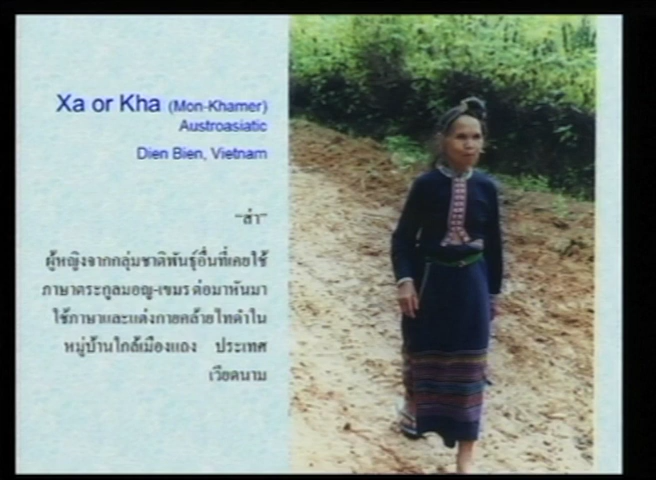 Xa or Kha (Mon-Khamer)
Austroasiatic
Dien Bien, Vietnam
“ส่า”
ผู้หญิงจากกลุ่มชาติพันธุ์อื่นที่เคยใช้
ภาษาตระกูลมอญ-เขมร ต่อมาหันมา
ใช้ภาษาและแต่งกายคล้ายไทดำใน
หมู่บ้านใกล้เมืองแถง ประเทศ
เวียดนาม